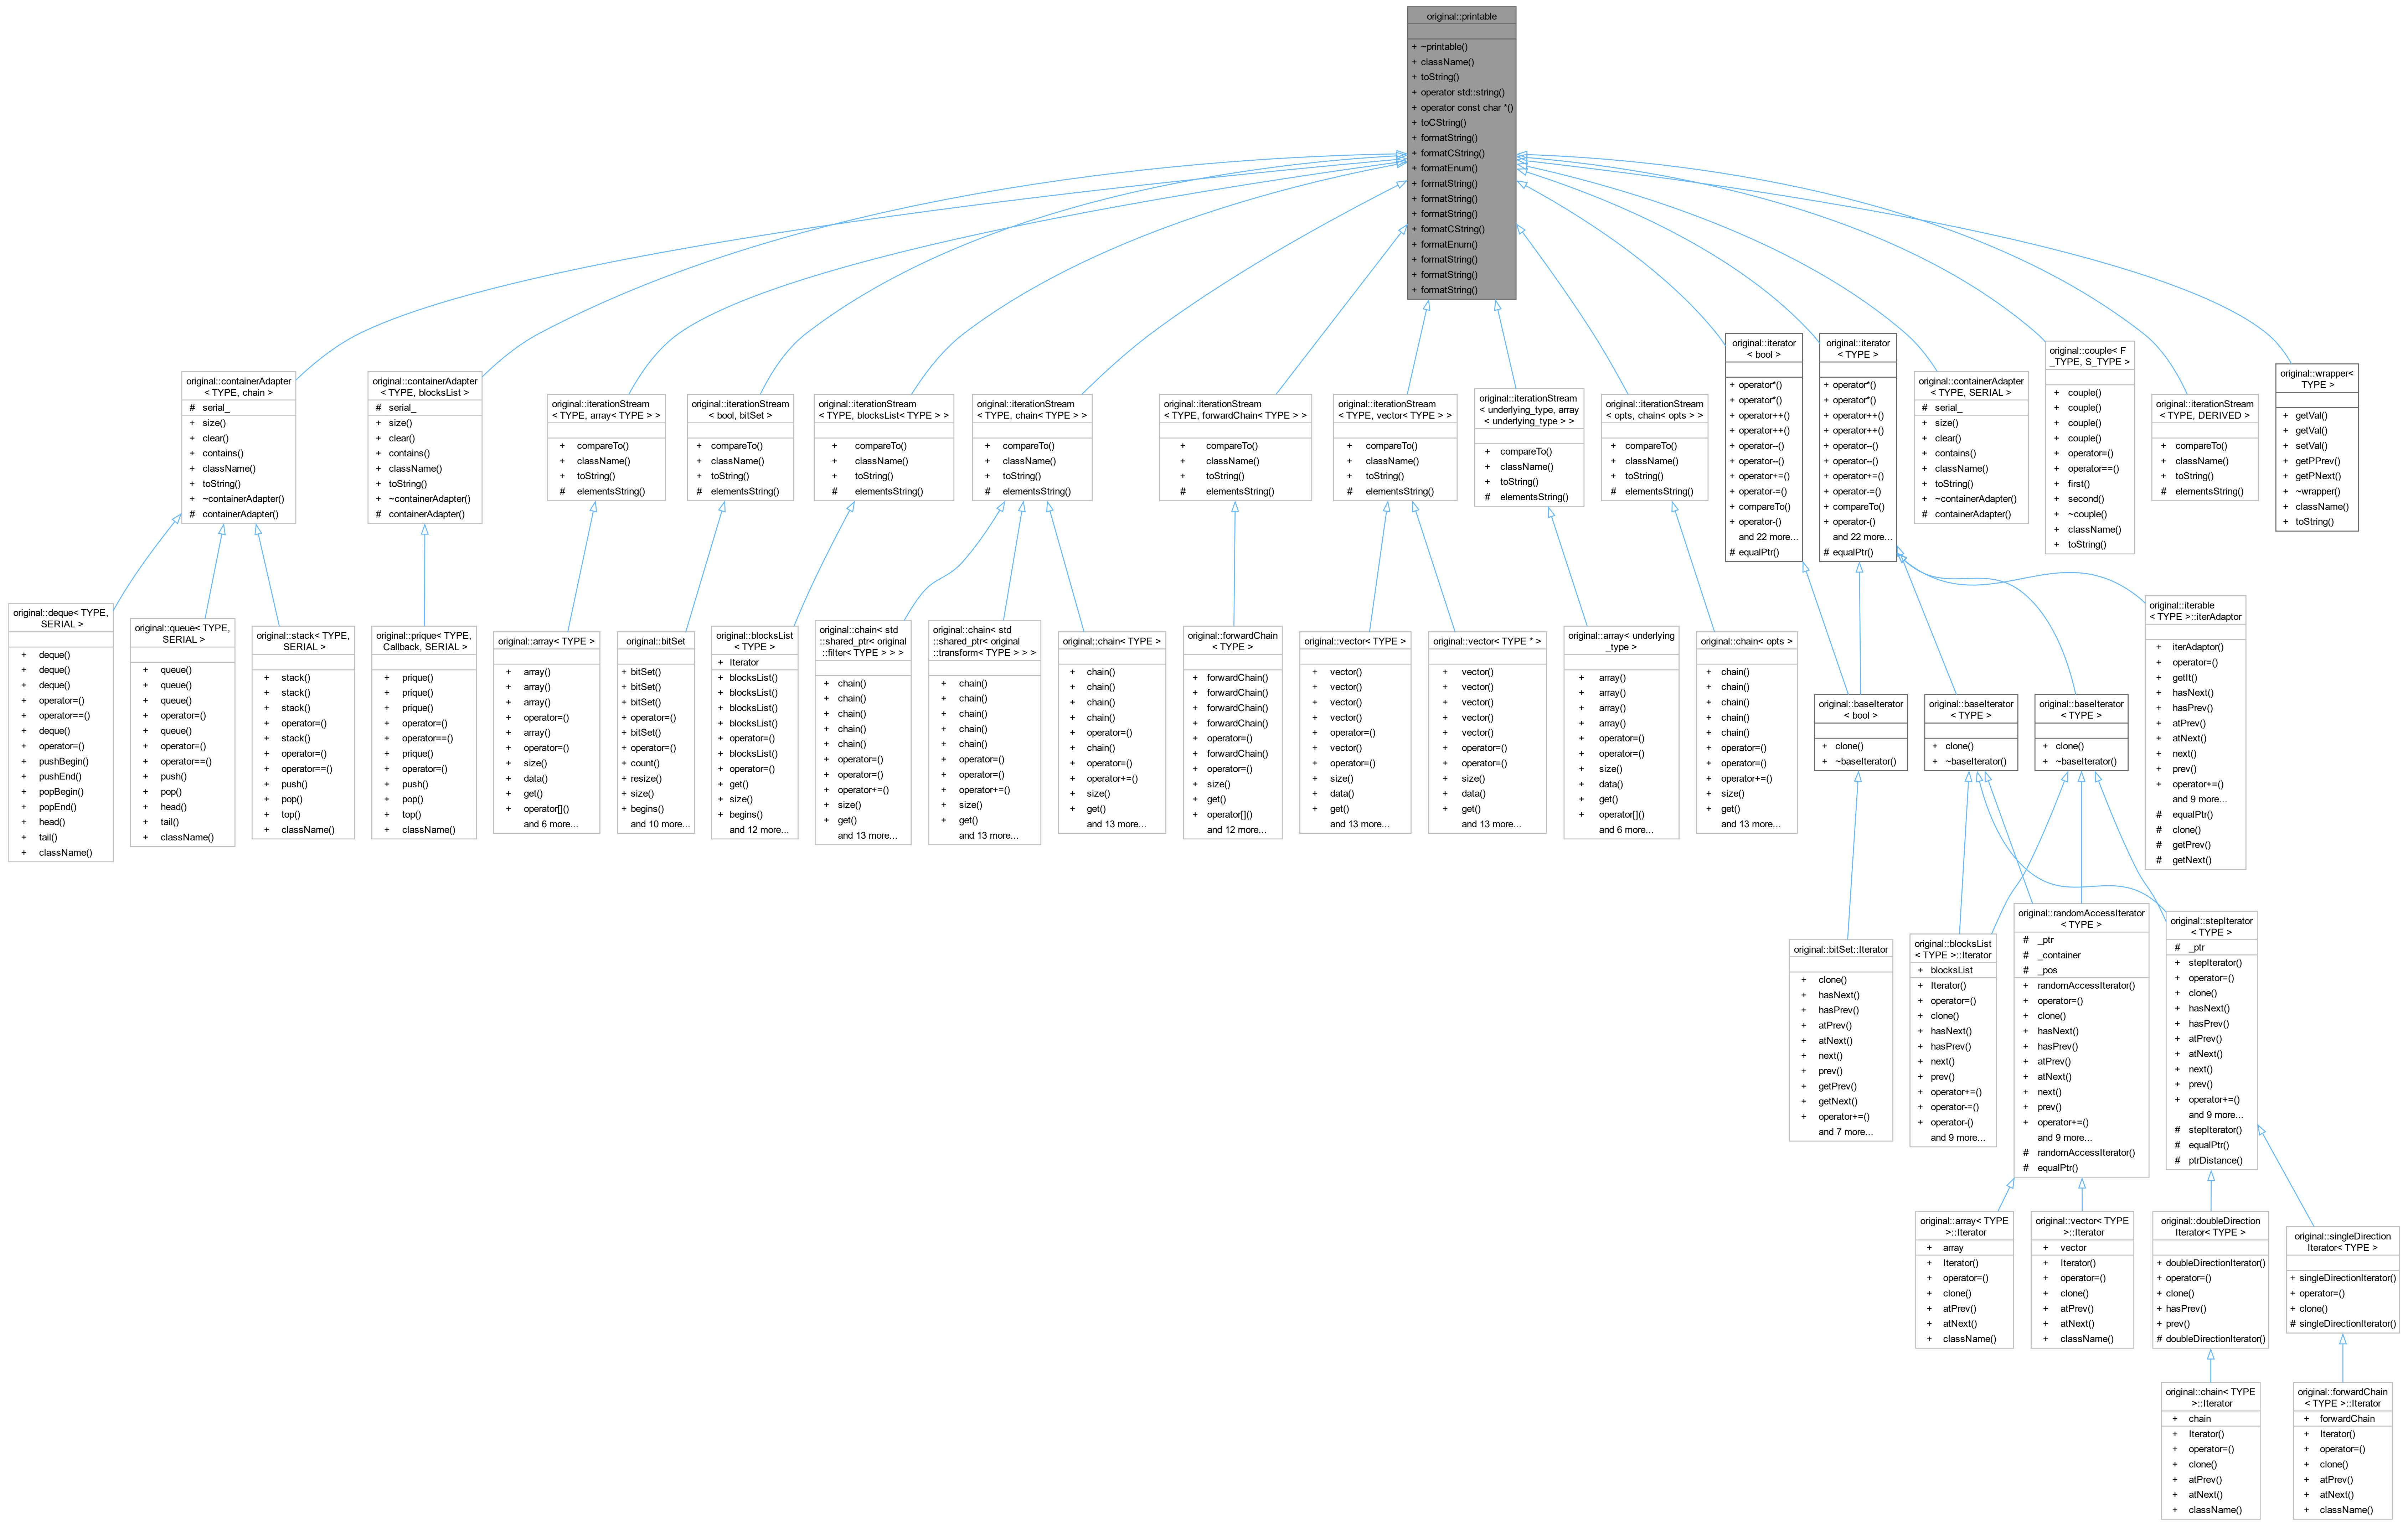 original::printable
+ ~printable()
+ className()
+ toString()
+ operator std::string()
+ operator const char *()
+ toCString()
+ formatString()
+ formatCString()
+ formatEnum()
+ formatString()
+ formatString()
+ formatString()
+ formatCString()
+ formatEnum()
+ formatString()
+ formatString()
+ formatString()
original::containerAdapter
< TYPE, chain >
# serial_
+ size()
+ clear()
+ contains()
+ className()
+ toString()
+ ~containerAdapter()
# containerAdapter()
original::containerAdapter
< TYPE, blocksList >
# serial_
+ size()
+ clear()
+ contains()
+ className()
+ toString()
+ ~containerAdapter()
# containerAdapter()
original::iterationStream
< TYPE, array< TYPE > >
+ compareTo()
+ className()
+ toString()
# elementsString()
original::iterationStream
< bool, bitSet >
+ compareTo()
+ className()
+ toString()
# elementsString()
original::iterationStream
< TYPE, blocksList< TYPE > >
+ compareTo()
+ className()
+ toString()
# elementsString()
original::iterationStream
< TYPE, chain< TYPE > >
+ compareTo()
+ className()
+ toString()
# elementsString()
original::iterationStream
< TYPE, forwardChain< TYPE > >
+ compareTo()
+ className()
+ toString()
# elementsString()
original::iterationStream
< TYPE, vector< TYPE > >
+ compareTo()
+ className()
+ toString()
# elementsString()
original::iterationStream
< underlying_type, array
< underlying_type > >
+ compareTo()
+ className()
+ toString()
# elementsString()
original::iterationStream
< opts, chain< opts > >
+ compareTo()
+ className()
+ toString()
# elementsString()
original::iterator
< bool >
+ operator*()
+ operator*()
+ operator++()
+ operator++()
+ operator--()
+ operator--()
+ operator+=()
+ operator-=()
+ compareTo()
+ operator-()
and 22 more...
# equalPtr()
original::iterator
< TYPE >
+ operator*()
+ operator*()
+ operator++()
+ operator++()
+ operator--()
+ operator--()
+ operator+=()
+ operator-=()
+ compareTo()
+ operator-()
and 22 more...
# equalPtr()
original::containerAdapter
< TYPE, SERIAL >
# serial_
+ size()
+ clear()
+ contains()
+ className()
+ toString()
+ ~containerAdapter()
# containerAdapter()
original::couple< F
_TYPE, S_TYPE >
+ couple()
+ couple()
+ couple()
+ couple()
+ operator=()
+ operator==()
+ first()
+ second()
+ ~couple()
+ className()
+ toString()
original::iterationStream
< TYPE, DERIVED >
+ compareTo()
+ className()
+ toString()
# elementsString()
original::wrapper<
TYPE >
+ getVal()
+ getVal()
+ setVal()
+ getPPrev()
+ getPNext()
+ ~wrapper()
+ className()
+ toString()
original::deque< TYPE,
SERIAL >
+ deque()
+ deque()
+ deque()
+ operator=()
+ operator==()
+ deque()
+ operator=()
+ pushBegin()
+ pushEnd()
+ popBegin()
+ popEnd()
+ head()
+ tail()
+ className()
original::queue< TYPE,
SERIAL >
+ queue()
+ queue()
+ queue()
+ operator=()
+ queue()
+ operator=()
+ operator==()
+ push()
+ pop()
+ head()
+ tail()
+ className()
original::stack< TYPE,
SERIAL >
+ stack()
+ stack()
+ stack()
+ operator=()
+ stack()
+ operator=()
+ operator==()
+ push()
+ pop()
+ top()
+ className()
original::prique< TYPE,
Callback, SERIAL >
+ prique()
+ prique()
+ prique()
+ operator=()
+ operator==()
+ prique()
+ operator=()
+ push()
+ pop()
+ top()
+ className()
original::array< TYPE >
+ array()
+ array()
+ array()
+ operator=()
+ array()
+ operator=()
+ size()
+ data()
+ get()
+ operator[]()
and 6 more...
original::bitSet
+ bitSet()
+ bitSet()
+ bitSet()
+ operator=()
+ bitSet()
+ operator=()
+ count()
+ resize()
+ size()
+ begins()
and 10 more...
original::blocksList
< TYPE >
+ Iterator
+ blocksList()
+ blocksList()
+ blocksList()
+ blocksList()
+ operator=()
+ blocksList()
+ operator=()
+ get()
+ size()
+ begins()
and 12 more...
original::chain< std
::shared_ptr< original
::filter< TYPE > > >
+ chain()
+ chain()
+ chain()
+ chain()
+ chain()
+ operator=()
+ operator=()
+ operator+=()
+ size()
+ get()
and 13 more...
original::chain< std
::shared_ptr< original
::transform< TYPE > > >
+ chain()
+ chain()
+ chain()
+ chain()
+ chain()
+ operator=()
+ operator=()
+ operator+=()
+ size()
+ get()
and 13 more...
original::chain< TYPE >
+ chain()
+ chain()
+ chain()
+ chain()
+ operator=()
+ chain()
+ operator=()
+ operator+=()
+ size()
+ get()
and 13 more...
original::forwardChain
< TYPE >
+ forwardChain()
+ forwardChain()
+ forwardChain()
+ forwardChain()
+ operator=()
+ forwardChain()
+ operator=()
+ size()
+ get()
+ operator[]()
and 12 more...
original::vector< TYPE >
+ vector()
+ vector()
+ vector()
+ vector()
+ operator=()
+ vector()
+ operator=()
+ size()
+ data()
+ get()
and 13 more...
original::vector< TYPE * >
+ vector()
+ vector()
+ vector()
+ vector()
+ vector()
+ operator=()
+ operator=()
+ size()
+ data()
+ get()
and 13 more...
original::array< underlying
_type >
+ array()
+ array()
+ array()
+ array()
+ operator=()
+ operator=()
+ size()
+ data()
+ get()
+ operator[]()
and 6 more...
original::chain< opts >
+ chain()
+ chain()
+ chain()
+ chain()
+ chain()
+ operator=()
+ operator=()
+ operator+=()
+ size()
+ get()
and 13 more...
original::baseIterator
< bool >
+ clone()
+ ~baseIterator()
original::baseIterator
< TYPE >
+ clone()
+ ~baseIterator()
original::baseIterator
< TYPE >
+ clone()
+ ~baseIterator()
original::iterable
< TYPE >::iterAdaptor
+ iterAdaptor()
+ operator=()
+ getIt()
+ hasNext()
+ hasPrev()
+ atPrev()
+ atNext()
+ next()
+ prev()
+ operator+=()
and 9 more...
# equalPtr()
# clone()
# getPrev()
# getNext()
original::bitSet::Iterator
+ clone()
+ hasNext()
+ hasPrev()
+ atPrev()
+ atNext()
+ next()
+ prev()
+ getPrev()
+ getNext()
+ operator+=()
and 7 more...
original::blocksList
< TYPE >::Iterator
+ blocksList
+ Iterator()
+ operator=()
+ clone()
+ hasNext()
+ hasPrev()
+ next()
+ prev()
+ operator+=()
+ operator-=()
+ operator-()
and 9 more...
original::randomAccessIterator
< TYPE >
# _ptr
# _container
# _pos
+ randomAccessIterator()
+ operator=()
+ clone()
+ hasNext()
+ hasPrev()
+ atPrev()
+ atNext()
+ next()
+ prev()
+ operator+=()
and 9 more...
# randomAccessIterator()
# equalPtr()
original::stepIterator
< TYPE >
# _ptr
+ stepIterator()
+ operator=()
+ clone()
+ hasNext()
+ hasPrev()
+ atPrev()
+ atNext()
+ next()
+ prev()
+ operator+=()
and 9 more...
# stepIterator()
# equalPtr()
# ptrDistance()
original::array< TYPE
>::Iterator
+ array
+ Iterator()
+ operator=()
+ clone()
+ atPrev()
+ atNext()
+ className()
original::vector< TYPE
>::Iterator
+ vector
+ Iterator()
+ operator=()
+ clone()
+ atPrev()
+ atNext()
+ className()
original::doubleDirection
Iterator< TYPE >
+ doubleDirectionIterator()
+ operator=()
+ clone()
+ hasPrev()
+ prev()
# doubleDirectionIterator()
original::singleDirection
Iterator< TYPE >
+ singleDirectionIterator()
+ operator=()
+ clone()
# singleDirectionIterator()
original::chain< TYPE
>::Iterator
+ chain
+ Iterator()
+ operator=()
+ clone()
+ atPrev()
+ atNext()
+ className()
original::forwardChain
< TYPE >::Iterator
+ forwardChain
+ Iterator()
+ operator=()
+ clone()
+ atPrev()
+ atNext()
+ className()